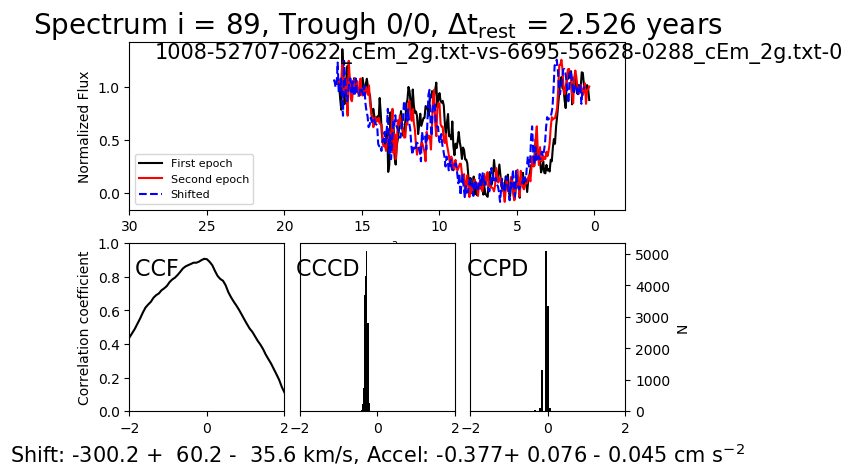 Spectrum i = 89, Trough 0/0, Δt_rest = 2.526 years
1008-52707-0622_cEm_2g.txt-vs-6695-56628-0288_cEm_2g.txt-0
Normalized Flux
1.0
0.5
0.0
First epoch
Second epoch
Shifted
30 25 20 15 10 5 0
Correlation coefficient
1.0
0.8
0.6
0.4
0.2
0.0
CCF
CCCD
CCPD
5000
4000
3000
2000
1000
0
N
−2 0 2
−2 0 2
−2 0 2
Shift: -300.2 + 60.2 - 35.6 km/s, Accel: -0.377+ 0.076 - 0.045 cm s⁻²